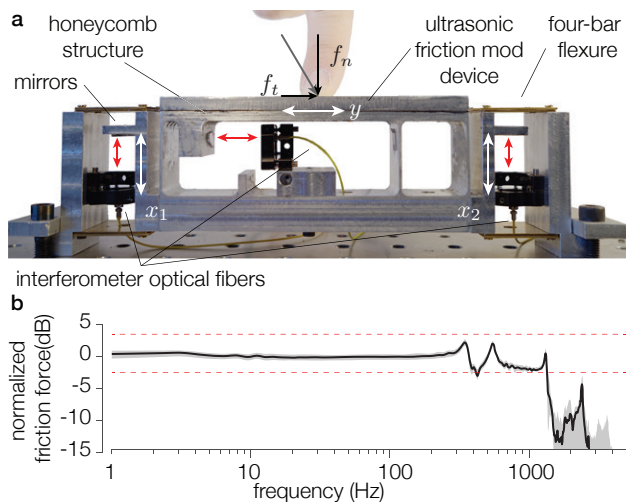 a
honeycomb
structure
mirrors
f_t
f_n
y
ultrasonic
friction mod
device
four-bar
flexure
x_1
x_2
interferometer optical fibers
b
normalized
friction force(dB)
5
0
-5
-10
-15
1
10
100
1000
frequency (Hz)